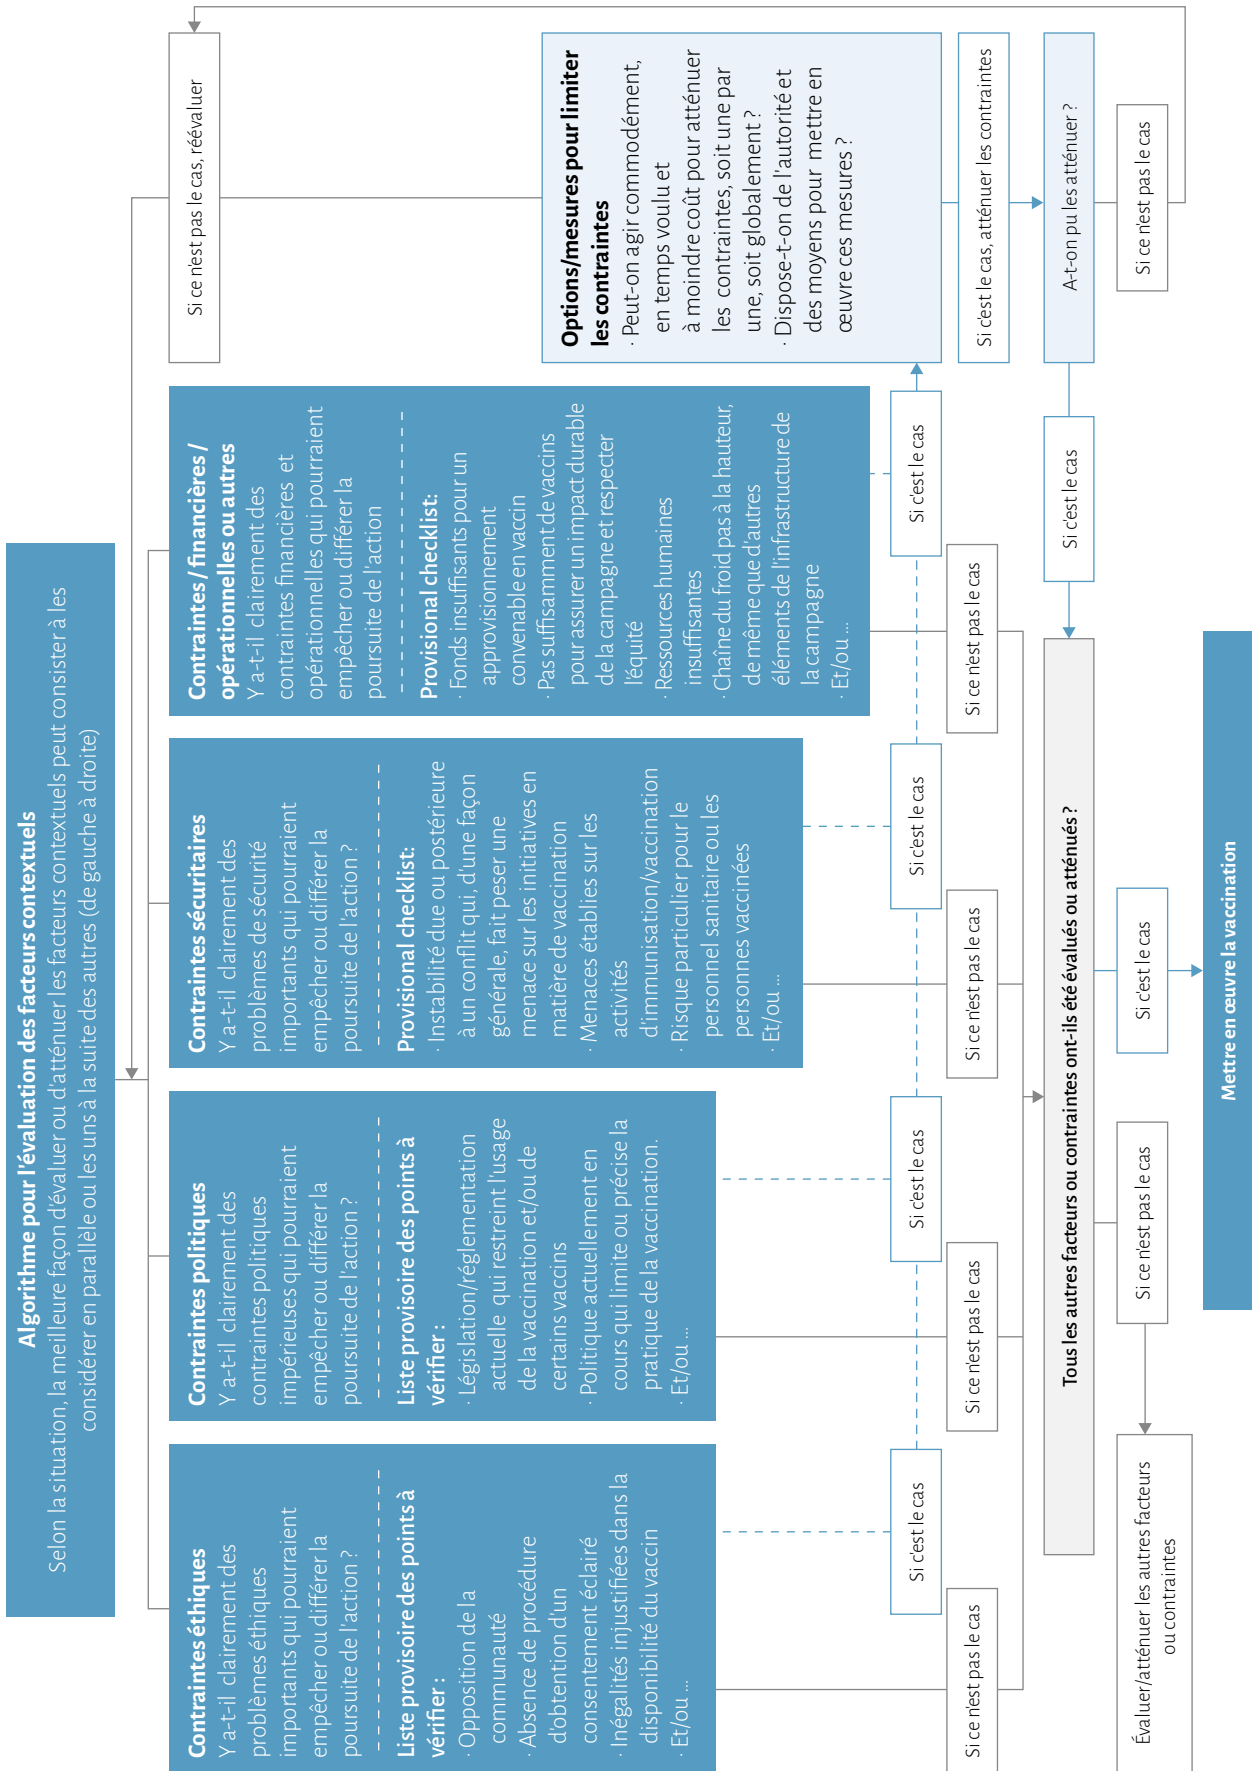 Algorithme pour l'évaluation des facteurs contextuels
Selon la situation, la meilleure façon d'évaluer ou d'atténuer les facteurs contextuels peut consister à les
considérer en parallèle ou les uns à la suite des autres (de gauche à droite)
Contraintes éthiques
Y a-t-il clairement des
problèmes éthiques
importants qui pourraient
empêcher ou différer la
poursuite de l'action ?
Liste provisoire des points à
vérifier :
· Opposition de la
communauté
· Absence de procédure
d'obtention d'un
consentement éclairé
· Inégalités injustifiées dans la
disponibilité du vaccin
· Et/ou ...
Contraintes politiques
Y a-t-il clairement des
contraintes politiques
impérieuses qui pourraient
empêcher ou différer la
poursuite de l'action ?
Liste provisoire des points à
vérifier :
· Législation/réglementation
actuelle qui restreint l'usage
de la vaccination et/ou de
certains vaccins
· Politique actuellement en
cours qui limite ou précise la
pratique de la vaccination.
· Et/ou ...
Contraintes sécuritaires
Y a-t-il clairement des
problèmes de sécurité
importants qui pourraient
empêcher ou différer la
poursuite de l'action ?
Provisional checklist:
· Instabilité due ou postérieure
à un conflit qui, d'une façon
générale, fait peser une
menace sur les initiatives en
matière de vaccination
· Menaces établies sur les
activités
d'immunisation/vaccination
· Risque particulier pour le
personnel sanitaire ou les
personnes vaccinées
· Et/ou ...
Contraintes / financières /
opérationnelles ou autres
Y a-t-il clairement des
contraintes financières et
opérationnelles qui pourraient
empêcher ou différer la
poursuite de l'action
Provisional checklist:
· Fonds insuffisants pour un
approvisionnement
convenable en vaccin
· Pas suffisamment de vaccins
pour assurer un impact durable
de la campagne et respecter
l'équité
· Ressources humaines
insuffisantes
· Chaîne du froid pas à la hauteur,
de même que d'autres
éléments de l'infrastructure de
la campagne
· Et/ou ...
Si ce n'est pas le cas, réévaluer
Options/mesures pour limiter
les contraintes
· Peut-on agir commodément,
en temps voulu et
à moindre coût pour atténuer
les contraintes, soit une par
une, soit globalement ?
· Dispose-t-on de l'autorité et
des moyens pour mettre en
œuvre ces mesures ?
Si c'est le cas
Si c'est le cas
Si c'est le cas
Si c'est le cas
Si ce n'est pas le cas
Si ce n'est pas le cas
Si ce n'est pas le cas
Si ce n'est pas le cas
Si c'est le cas, atténuer les contraintes
Tous les autres facteurs ou contraintes ont-ils été évalués ou atténués ?
Si c'est le cas
A-t-on pu les atténuer ?
Évaluer/atténuer les autres facteurs
ou contraintes
Si ce n'est pas le cas
Si c'est le cas
Si ce n'est pas le cas
Mettre en œuvre la vaccination